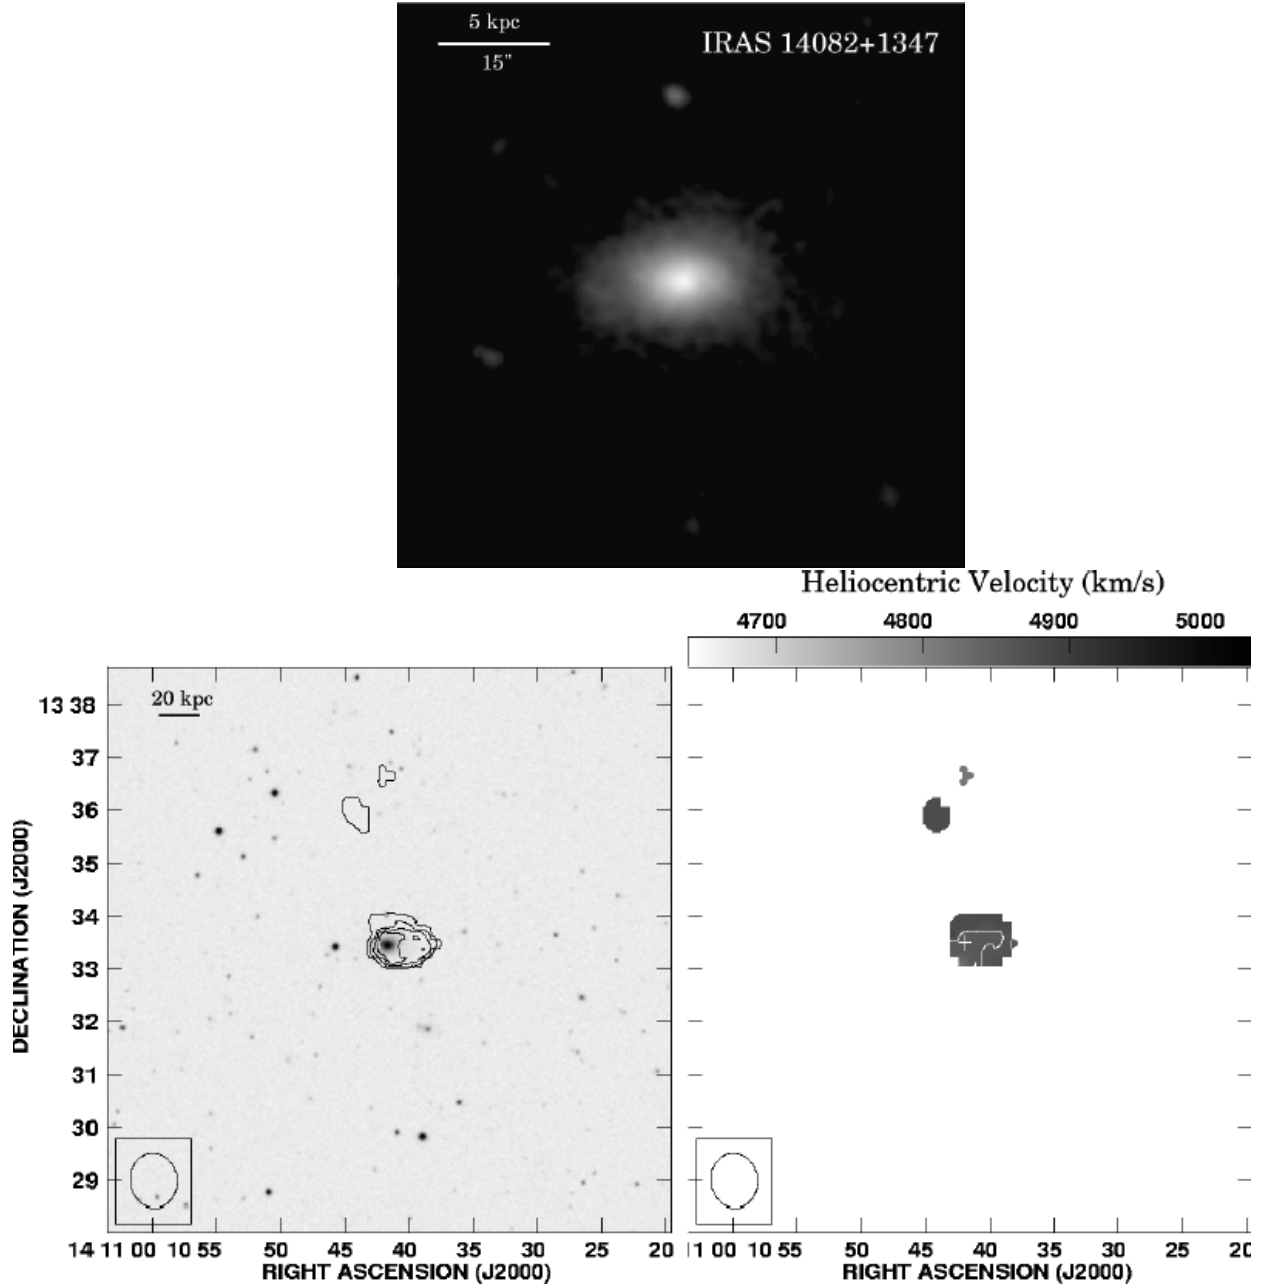 5 kpc
IRAS 14082+1347
15"
Heliocentric Velocity (km/s)
4700 4800 4900 5000
20 kpc
13 38
37
36
35
34
33
32
31
30
29
DECLINATION (J2000)
14 11 00 10 55 50 45 40 35 30 25 20
RIGHT ASCENSION (J2000)
1 00 10 55 50 45 40 35 30 25 20
RIGHT ASCENSION (J2000)